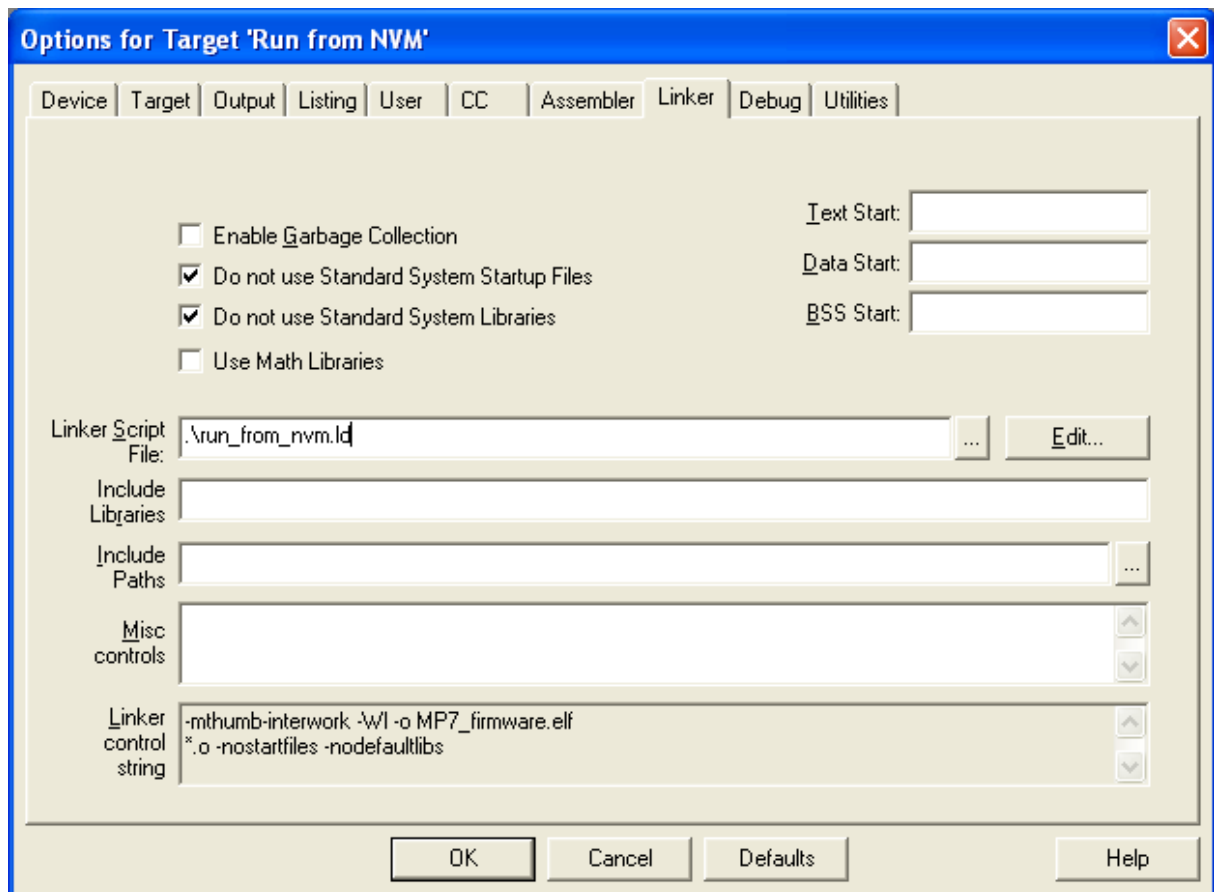 Options for Target 'Run from NVM'
Device Target Output Listing User CC Assembler Linker Debug Utilities
Text Start:
Enable Garbage Collection
Do not use Standard System Startup Files
Data Start:
Do not use Standard System Libraries
BSS Start:
Use Math Libraries
Linker Script
File:
.\run_from_nvm.ld
...
Edit...
Include
Libraries
Include
Paths
...
Misc
controls
Linker
control
string
-mthumb-interwork -Wl -o MP7_firmware.elf
*.o -nostartfiles -nodefaultlibs
OK Cancel Defaults Help